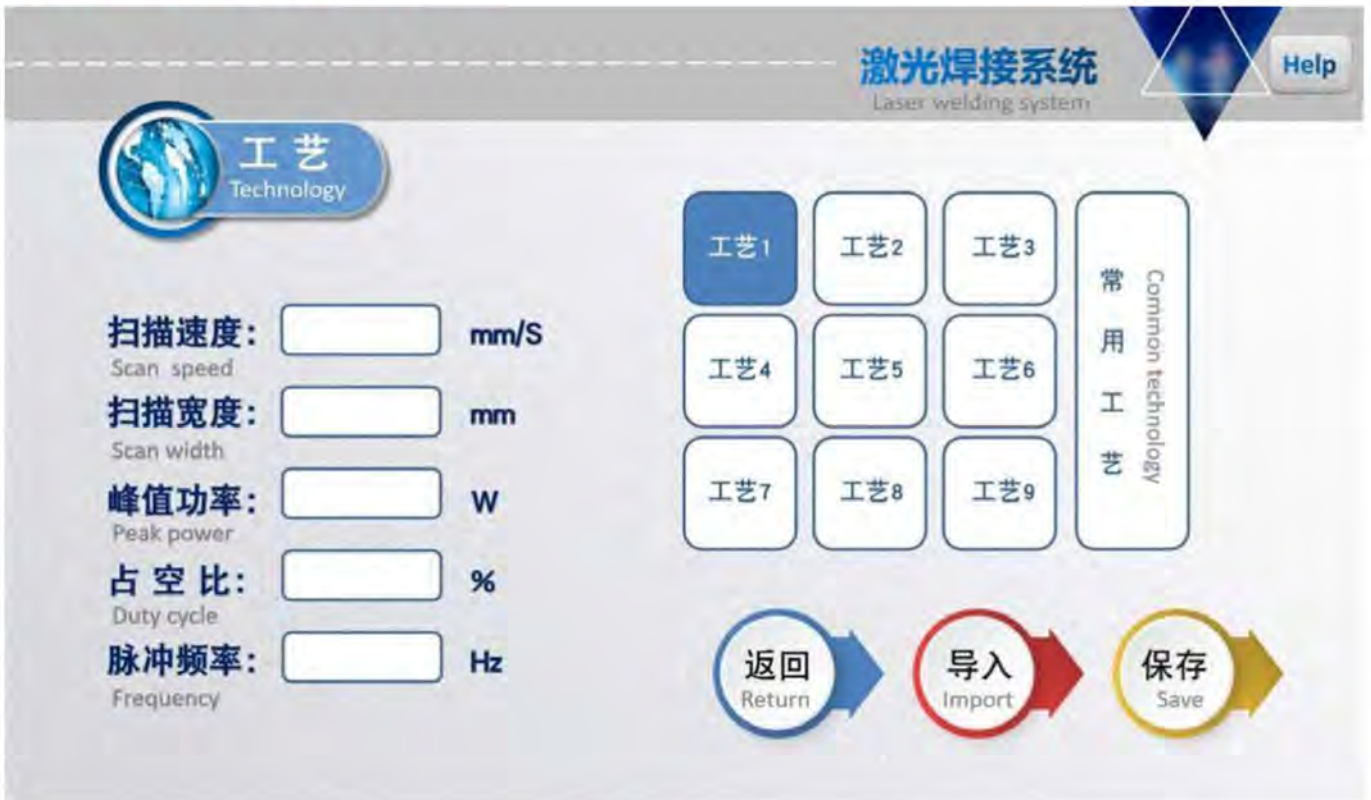 激光焊接系统
Laser welding system
Help
工艺
Technology
扫描速度： mm/S
Scan speed
扫描宽度： mm
Scan width
峰值功率： W
Peak power
占空比： %
Duty cycle
脉冲频率： Hz
Frequency
工艺1 工艺2 工艺3
工艺4 工艺5 工艺6
工艺7 工艺8 工艺9
常用工艺
Common technology
返回
Return
导入
Import
保存
Save